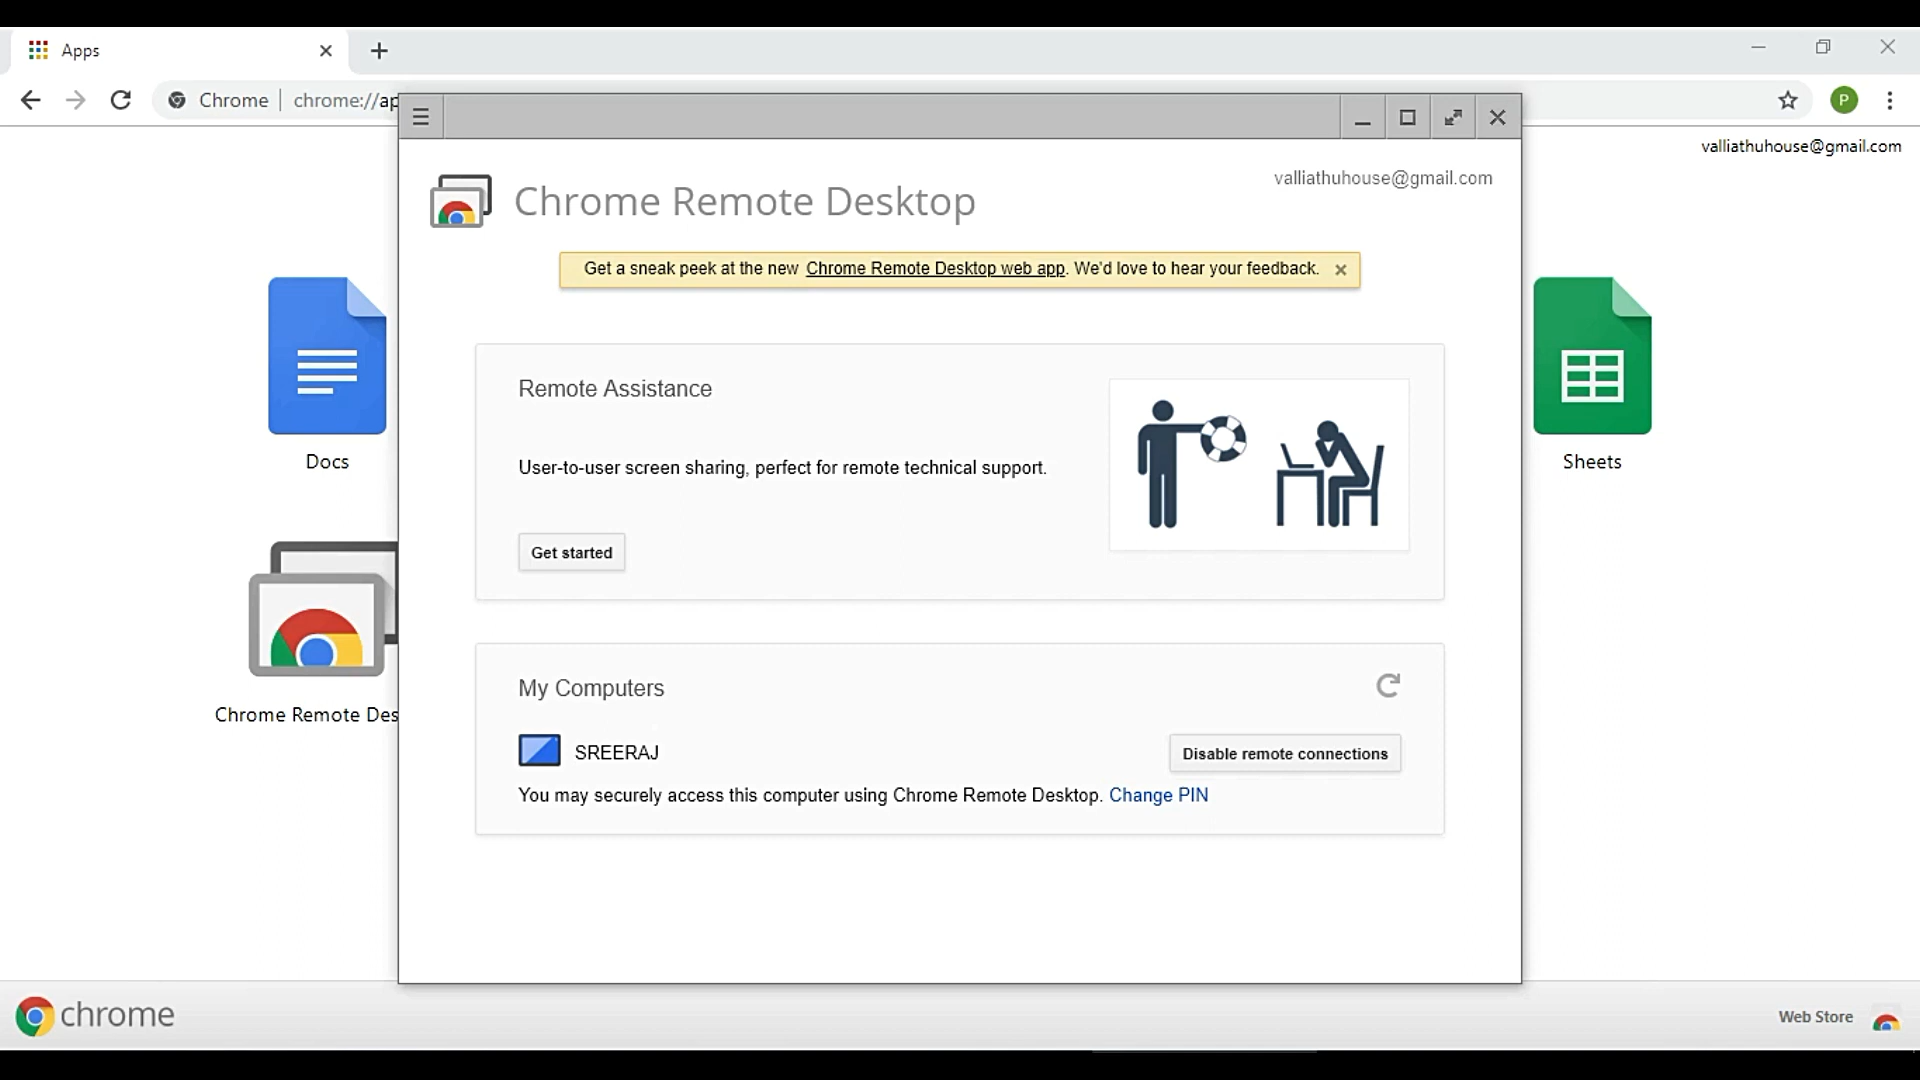 Apps
Chrome | chrome://ap
valliathuhouse@gmail.com
valliathuhouse@gmail.com
Chrome Remote Desktop
Get a sneak peek at the new Chrome Remote Desktop web app. We'd love to hear your feedback.
Remote Assistance
User-to-user screen sharing, perfect for remote technical support.
Get started
Docs
Sheets
My Computers
SREERAJ
Disable remote connections
You may securely access this computer using Chrome Remote Desktop. Change PIN
Chrome Remote Des
chrome
Web Store
P